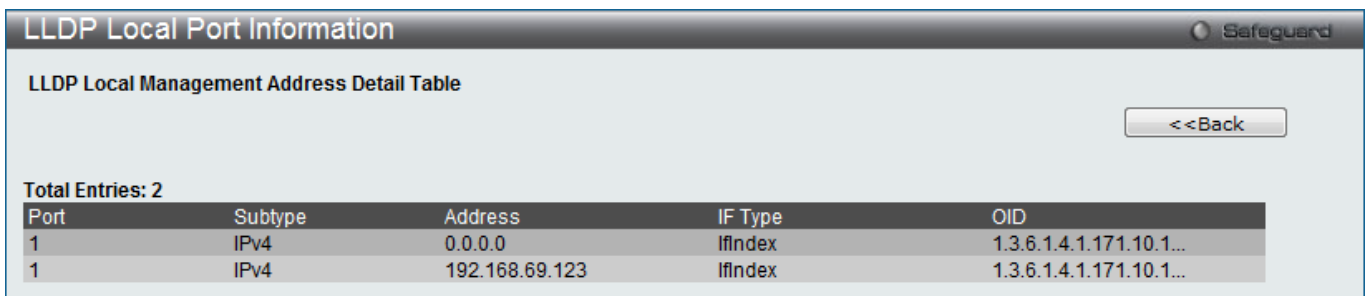 LLDP Local Port Information Safeguard
LLDP Local Management Address Detail Table
<<Back
Total Entries: 2
Port Subtype Address IF Type OID
1 IPv4 0.0.0.0 IfIndex 1.3.6.1.4.1.171.10.1...
1 IPv4 192.168.69.123 IfIndex 1.3.6.1.4.1.171.10.1...